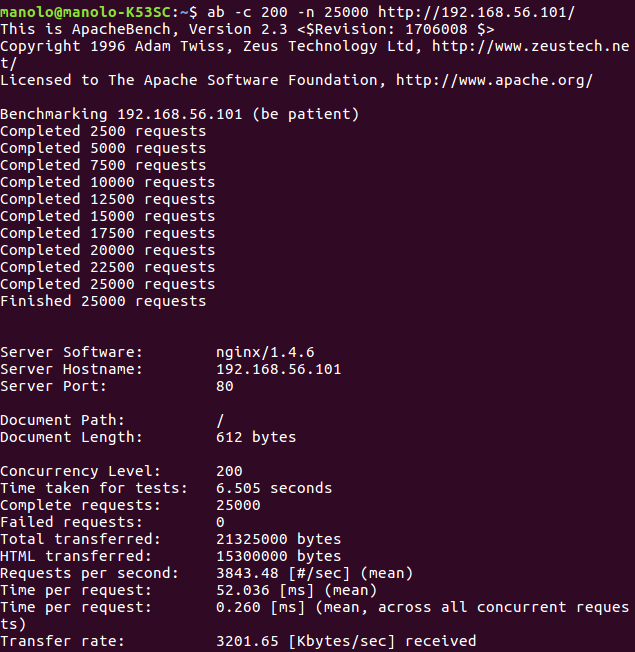 manolo@manolo-K53SC:~$ ab -c 200 -n 25000 http://192.168.56.101/
This is ApacheBench, Version 2.3 <$Revision: 1706008 $>
Copyright 1996 Adam Twiss, Zeus Technology Ltd, http://www.zeustech.ne
t/
Licensed to The Apache Software Foundation, http://www.apache.org/

Benchmarking 192.168.56.101 (be patient)
Completed 2500 requests
Completed 5000 requests
Completed 7500 requests
Completed 10000 requests
Completed 12500 requests
Completed 15000 requests
Completed 17500 requests
Completed 20000 requests
Completed 22500 requests
Completed 25000 requests
Finished 25000 requests


Server Software:        nginx/1.4.6
Server Hostname:        192.168.56.101
Server Port:            80

Document Path:          /
Document Length:        612 bytes

Concurrency Level:      200
Time taken for tests:   6.505 seconds
Complete requests:      25000
Failed requests:        0
Total transferred:      21325000 bytes
HTML transferred:       15300000 bytes
Requests per second:    3843.48 [#/sec] (mean)
Time per request:       52.036 [ms] (mean)
Time per request:       0.260 [ms] (mean, across all concurrent reques
ts)
Transfer rate:          3201.65 [Kbytes/sec] received